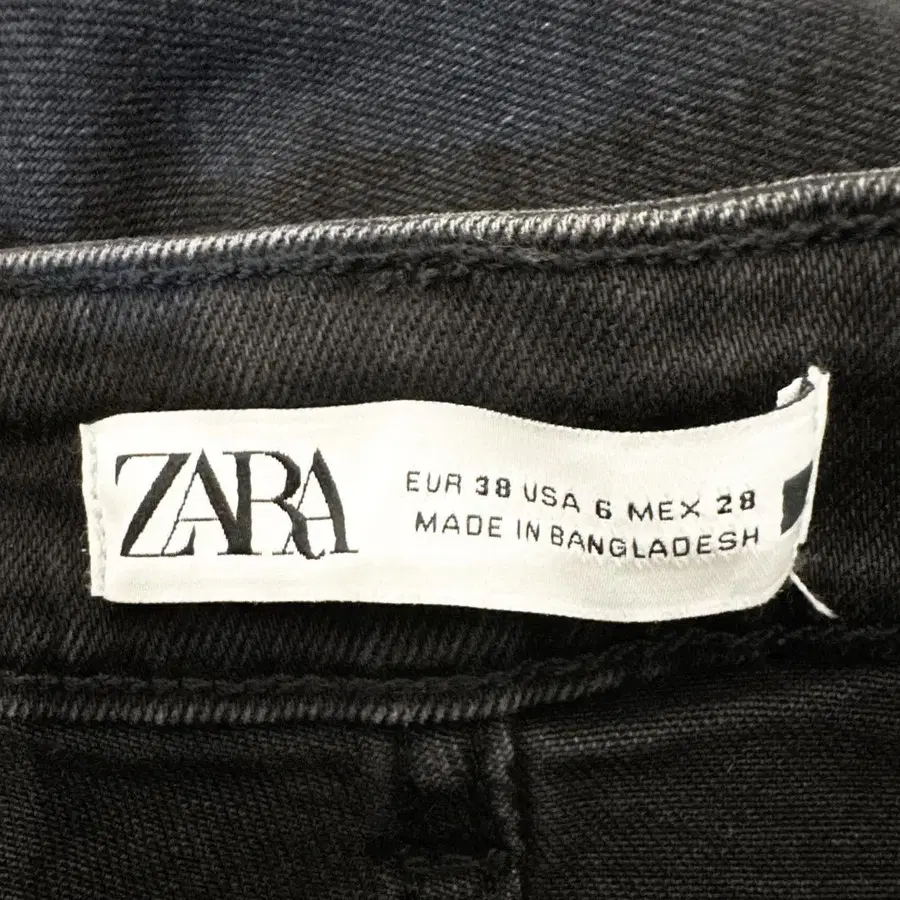 ZARA
EUR 38 USA 6 MEX 28
MADE IN BANGLADESH